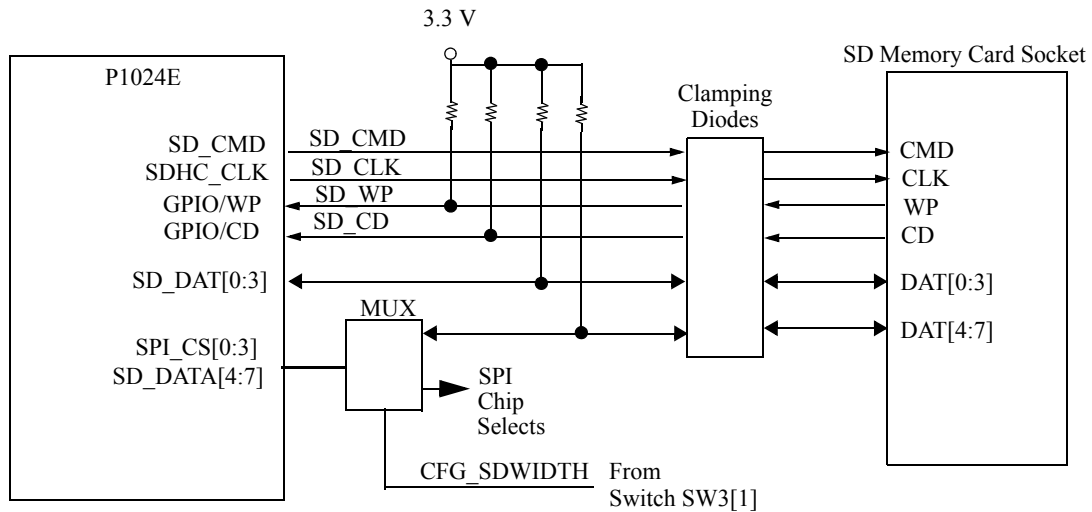 3.3 V
P1024E
SD Memory Card Socket
Clamping
Diodes
SD_CMD
SD_CMD
CMD
SDHC_CLK
SD_CLK
CLK
GPIO/WP
SD_WP
WP
GPIO/CD
SD_CD
CD
SD_DAT[0:3]
DAT[0:3]
MUX
DAT[4:7]
SPI_CS[0:3]
SD_DATA[4:7]
SPI
Chip
Selects
CFG_SDWIDTH
From
Switch SW3[1]